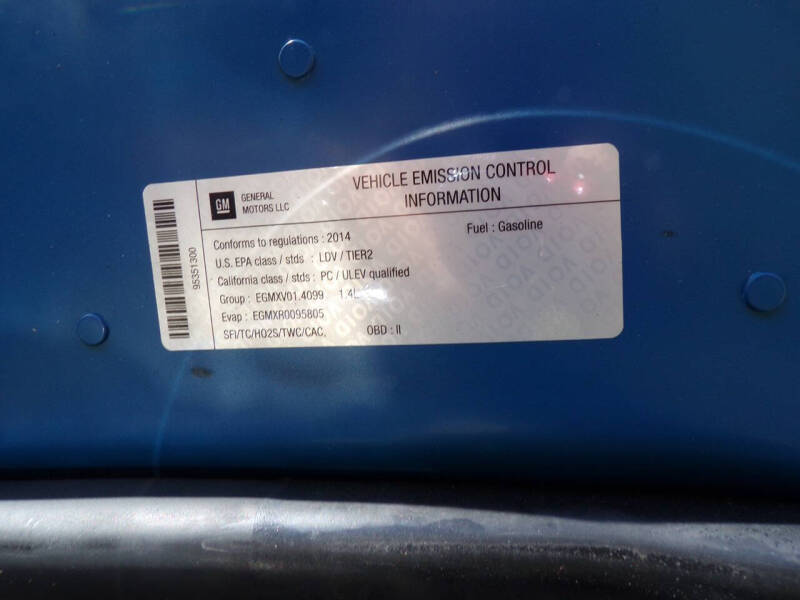 GM
GENERAL
MOTORS LLC
VEHICLE EMISSION CONTROL
INFORMATION
Conforms to regulations : 2014
Fuel : Gasoline
U.S. EPA class / stds : LDV / TIER2
California class / stds : PC / ULEV qualified
Group : EGMXV01.4099 1.4L
Evap : EGMXR0095805
SFI/TC/HO2S/TWC/CAC,
OBD : II
95351300